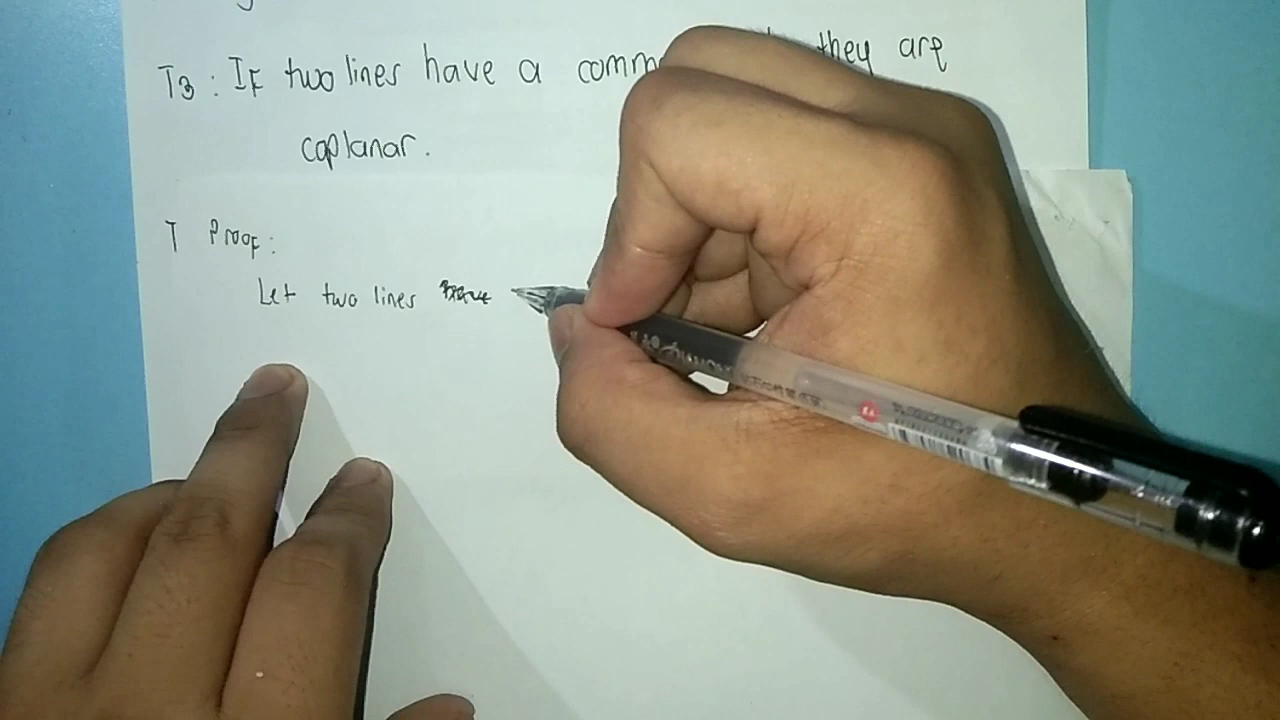 T3 : If two lines have a comm they are
coplanar.
T Proof:
Let two lines